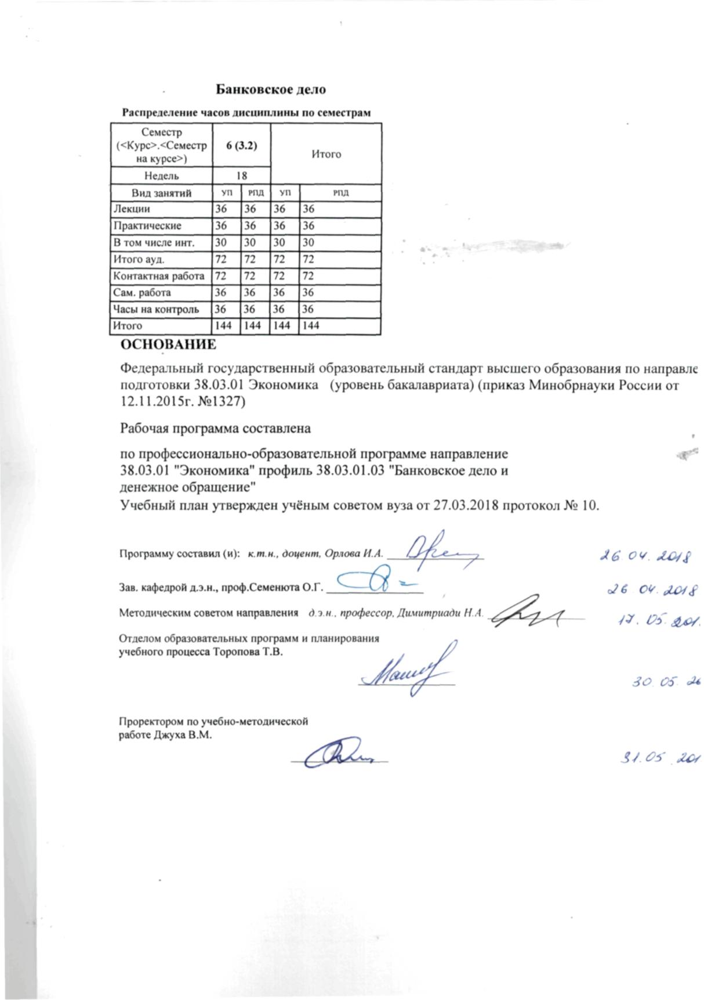 Банковское дело
Распределение часов дисциплины по семестрам
Семестр
(<Курс>.<Семестр
на курсе>)
6 (3.2)
Итого
Недель 18
Вид занятий УП РПД УП РПД
Лекции 36 36 36 36
Практические 36 36 36 36
В том числе инт. 30 30 30 30
Итого ауд. 72 72 72 72
Контактная работа 72 72 72 72
Сам. работа 36 36 36 36
Часы на контроль 36 36 36 36
Итого 144 144 144 144
ОСНОВАНИЕ
Федеральный государственный образовательный стандарт высшего образования по направле
подготовки 38.03.01 Экономика (уровень бакалавриата) (приказ Минобрнауки России от
12.11.2015г. №1327)
Рабочая программа составлена
по профессионально-образовательной программе направление
38.03.01 "Экономика" профиль 38.03.01.03 "Банковское дело и
денежное обращение"
Учебный план утвержден учёным советом вуза от 27.03.2018 протокол № 10.
Программу составил (и): к.т.н., доцент, Орлова И.А. 26.04.2018
Зав. кафедрой д.э.н., проф.Семенюта О.Г. 26 04.2018
Методическим советом направления д.э.н., профессор, Димитриади Н.А. 17.05.201.
Отделом образовательных программ и планирования
учебного процесса Торопова Т.В.
30.05.20
Проректором по учебно-методической
работе Джуха В.М.
31.05.201